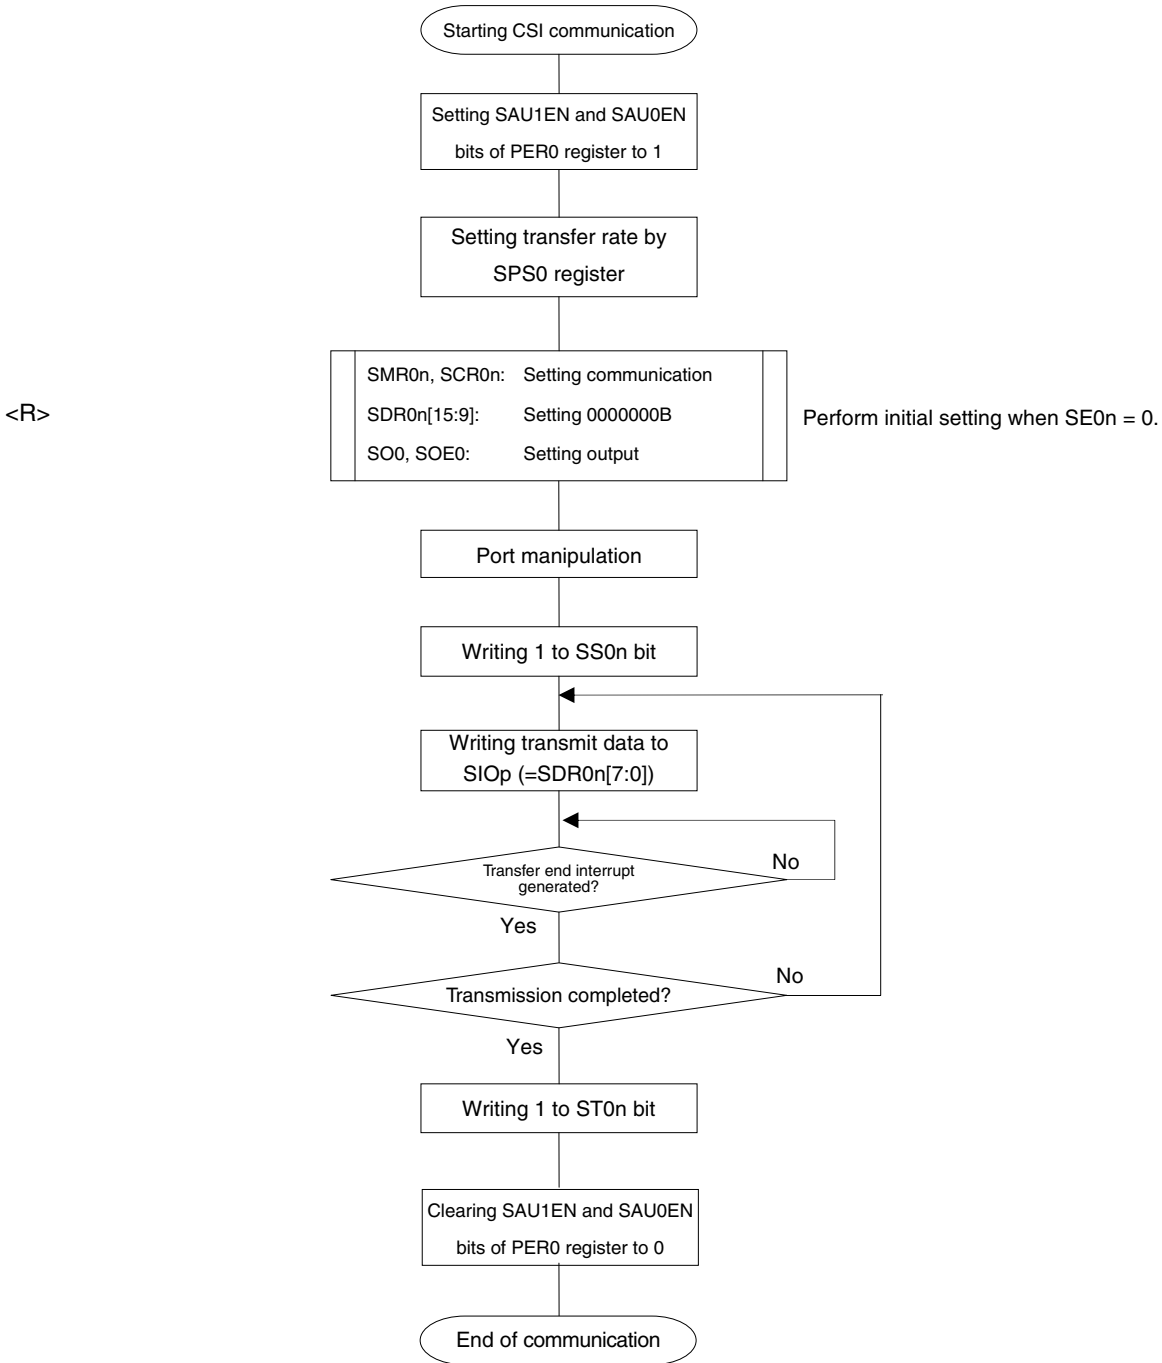 Starting CSI communication
Setting SAU1EN and SAU0EN
bits of PER0 register to 1
Setting transfer rate by
SPS0 register
<R>
SMR0n, SCR0n: Setting communication
SDR0n[15:9]: Setting 0000000B
SO0, SOE0: Setting output
Perform initial setting when SE0n = 0.
Port manipulation
Writing 1 to SS0n bit
Writing transmit data to
SIOp (=SDR0n[7:0])
Transfer end interrupt
generated?
No
Yes
Transmission completed?
No
Yes
Writing 1 to ST0n bit
Clearing SAU1EN and SAU0EN
bits of PER0 register to 0
End of communication